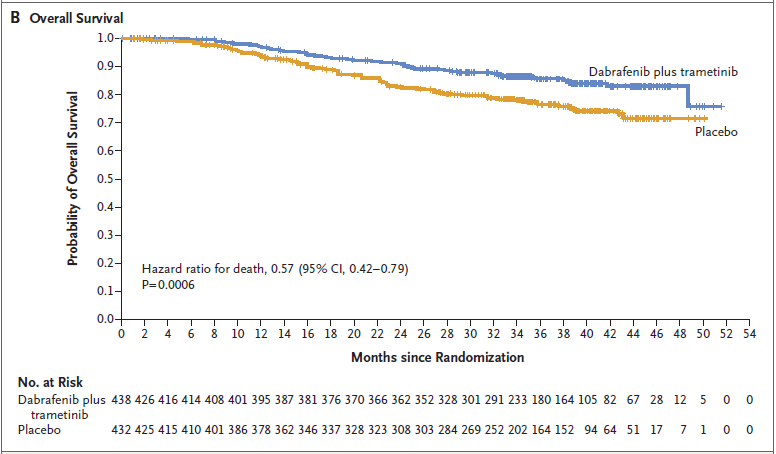 B Overall Survival
1.0
0.9
0.8
0.7
0.6
0.5
0.4
0.3
0.2
0.1
0.0
Probability of Overall Survival
Dabrafenib plus trametinib
Placebo
Hazard ratio for death, 0.57 (95% CI, 0.42–0.79)
P=0.0006
0 2 4 6 8 10 12 14 16 18 20 22 24 26 28 30 32 34 36 38 40 42 44 46 48 50 52 54
Months since Randomization
No. at Risk
Dabrafenib plus 438 426 416 414 408 401 395 387 381 376 370 366 362 352 328 301 291 233 180 164 105 82 67 28 12 5 0 0
trametinib
Placebo 432 425 415 410 401 386 378 362 346 337 328 323 308 303 284 269 252 202 164 152 94 64 51 17 7 1 0 0